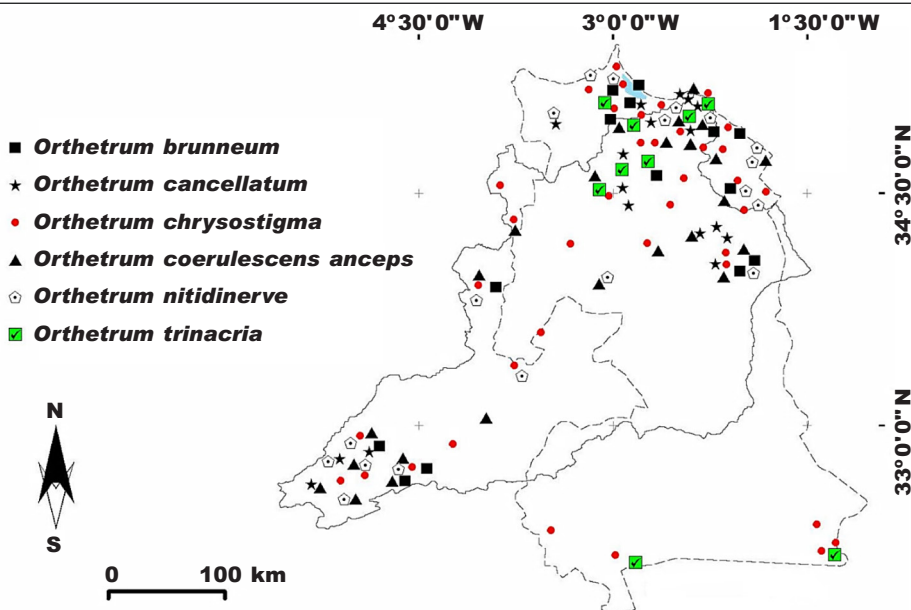 4°30'0"W 3°0'0"W 1°30'0"W
Orthetrum brunneum
Orthetrum cancellatum
Orthetrum chrysostigma
Orthetrum coerulescens anceps
Orthetrum nitidinerve
Orthetrum trinacria
34°30'0"N
33°0'0"N
N
S
0 100 km